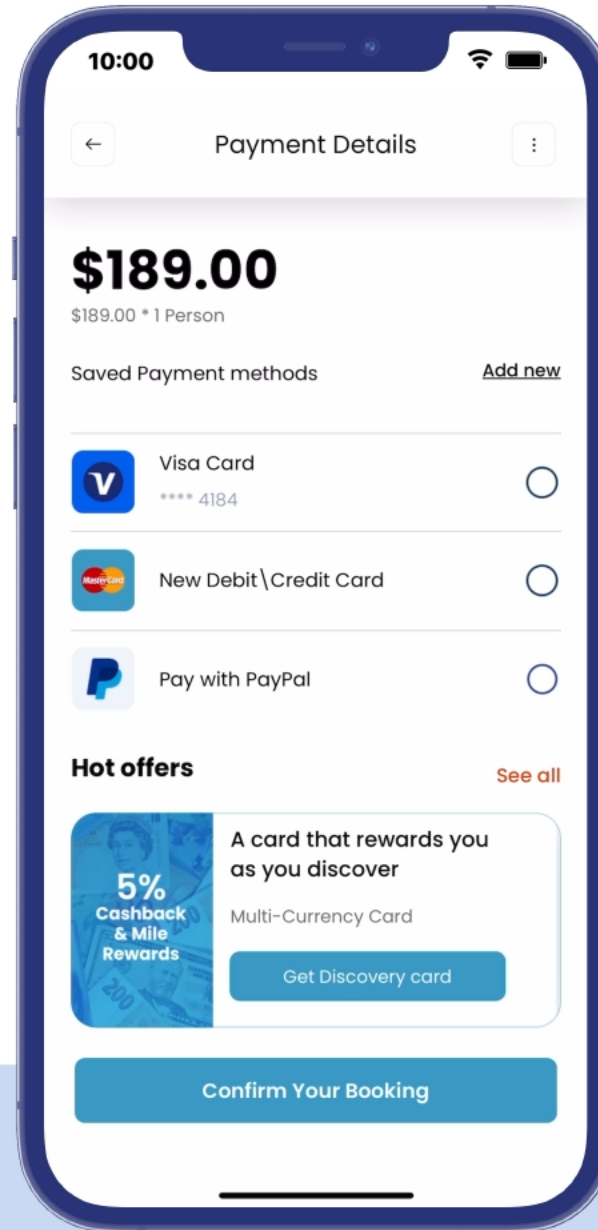 10:00
Payment Details
$189.00
$189.00 * 1 Person
Saved Payment methods
Add new
Visa Card
**** 4184
MasterCard
New Debit\Credit Card
Pay with PayPal
Hot offers
See all
5%
Cashback
& Mile
Rewards
200
200
A card that rewards you
as you discover
Multi-Currency Card
Get Discovery card
Confirm Your Booking